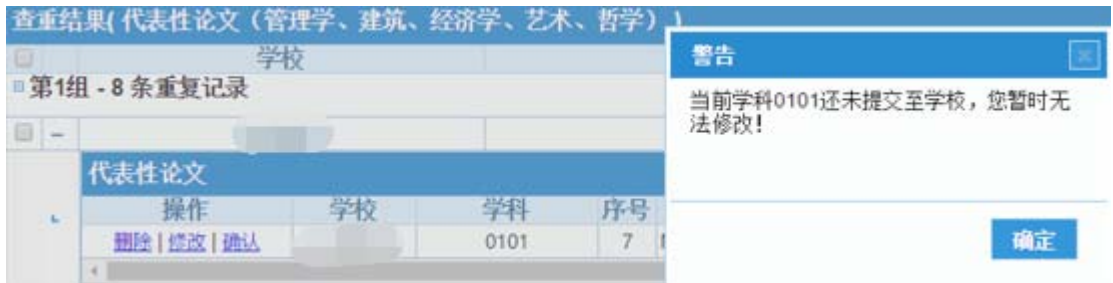 查重结果( 代表性论文（管理学、建筑、经济学、艺术、哲学） )
学校
第1组 - 8 条重复记录
代表性论文
操作 学校 学科 序号
删除 | 修改 | 确认 0101 7
警告
当前学科0101还未提交至学校，您暂时无
法修改！
确定